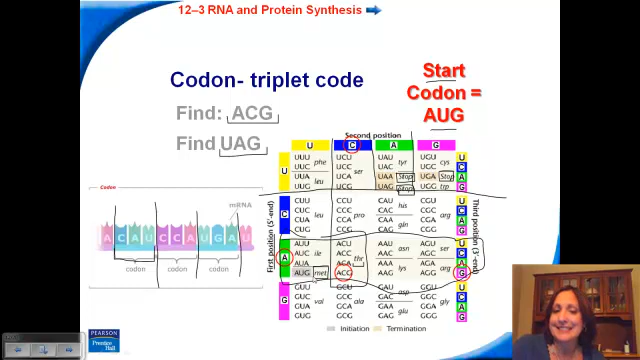 12–3 RNA and Protein Synthesis
Codon- triplet code
Start
Codon =
AUG
Find: ACG
Find UAG
Second position
U C A G
U UUU phe UCU ser UAU tyr UGU cys U
UUC UCC UAC UGC C
UUA leu UCA UAA Stop UGA Stop A
UUG UCG UAG Stop UGG trp G
C CUU leu CCU pro CAU his CGU arg U
CUC CCC CAC CGC C
CUA CCA CAA gln CGA A
CUG CCG CAG CGG G
A AUU ile ACU thr AAU asn AGU ser U
AUC ACC AAC AGC C
AUA ACA AAA lys AGA arg A
AUG met ACG AAG AGG G
G GUU val GCU ala GAU asp GGU gly U
GUC GCC GAC GGC C
GUA GCA GAA glu GGA A
GUG GCG GAG GGG G
First position (5'-end)
Third position (3'-end)
Initiation Termination
Codon
mRNA
A C A U C C A U G A U
codon codon codon
PEARSON
Prentice
Hall